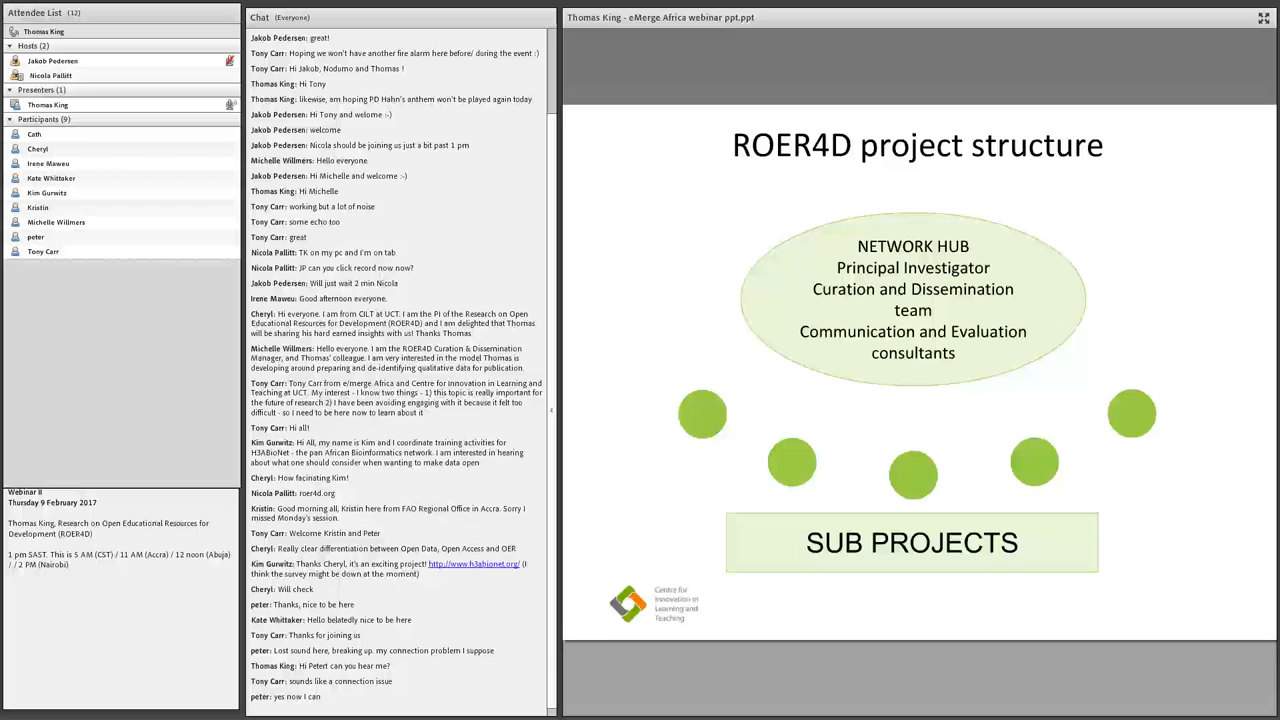 Attendee List (12)
Thomas King
Hosts (2)
Jakob Pedersen
Nicola Pallitt
Presenters (1)
Thomas King
Participants (9)
Cath
Cheryl
Irene Maweu
Kate Whittaker
Kim Gurwitz
Kristin
Michelle Willmers
peter
Tony Carr
Webinar II
Thursday 9 February 2017
Thomas King, Research on Open Educational Resources for
Development (ROER4D)
1 pm SAST. This is 5 AM (CST) / 11 AM (Accra) / 12 noon (Abuja)
/ / 2 PM (Nairobi)
Chat (Everyone)
Jakob Pedersen: great!
Tony Carr: Hoping we won't have another fire alarm here before/ during the event :)
Tony Carr: Hi Jakob, Nodumo and Thomas !
Thomas King: Hi Tony
Thomas King: likewise, am hoping PD Hahn's anthem won't be played again today
Jakob Pedersen: Hi Tony and welome :-)
Jakob Pedersen: welcome
Jakob Pedersen: Nicola should be joining us just a bit past 1 pm
Michelle Willmers: Hello everyone
Jakob Pedersen: Hi Michelle and welcome :-)
Thomas King: Hi Michelle
Tony Carr: working but a lot of noise
Tony Carr: some echo too
Tony Carr: great
Nicola Pallitt: TK on my pc and I'm on tab
Nicola Pallitt: JP can you click record now now?
Jakob Pedersen: Will just wait 2 min Nicola
Irene Maweu: Good afternoon everyone.
Cheryl: Hi everyone. I am from CILT at UCT. I am the PI of the Research on Open
Educational Resources for Development (ROER4D) and I am delighted that Thomas
will be sharing his hard earned insights with us! Thanks Thomas
Michelle Willmers: Hello everyone. I am the ROER4D Curation & Dissemination
Manager, and Thomas' colleague. I am very interested in the model Thomas is
developing around preparing and de-identifying qualitative data for publication.
Tony Carr: Tony Carr from e/merge Africa and Centre for Innovation in Learning and
Teaching at UCT. My interest - I know two things - 1) this topic is really important for
the future of research 2) I have been avoiding engaging with it because it felt too
difficult - so I need to be here now to learn about it
Tony Carr: Hi all!
Kim Gurwitz: Hi All, my name is Kim and I coordinate training activities for
H3ABioNet - the pan African Bioinformatics network. I am interested in hearing
about what one should consider when wanting to make data open
Cheryl: How facinating Kim!
Nicola Pallitt: roer4d.org
Kristin: Good morning all, Kristin here from FAO Regional Office in Accra. Sorry I
missed Monday's session.
Tony Carr: Welcome Kristin and Peter
Cheryl: Really clear differentiation between Open Data, Open Access and OER
Kim Gurwitz: Thanks Cheryl, it's an exciting project! http://www.h3abionet.org/ (I
think the survey might be down at the moment)
Cheryl: Will check
peter: Thanks, nice to be here
Kate Whittaker: Hello belatedly nice to be here
Tony Carr: Thanks for joining us
peter: Lost sound here, breaking up. my connection problem I suppose
Thomas King: Hi Petert can you hear me?
Tony Carr: sounds like a connection issue
peter: yes now I can
Thomas King - eMerge Africa webinar ppt.ppt
ROER4D project structure
NETWORK HUB
Principal Investigator
Curation and Dissemination
team
Communication and Evaluation
consultants
SUB PROJECTS
Centre for
Innovation in
Learning and
Teaching